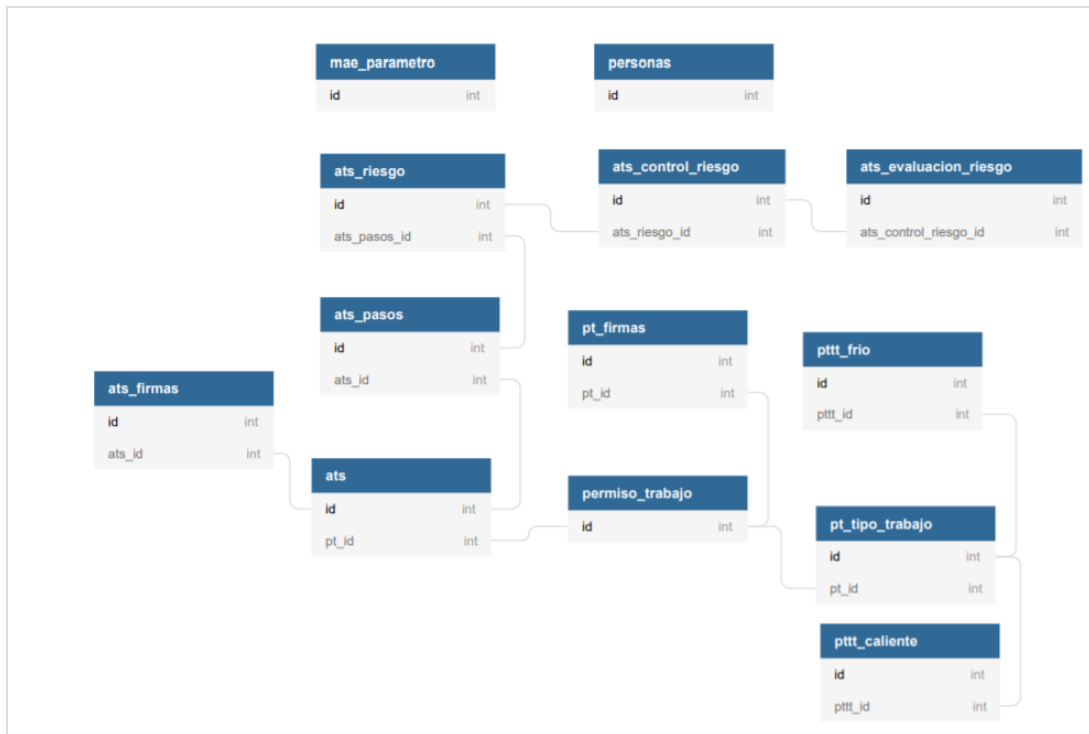 mae_parametro
id int
personas
id int
ats_riesgo
id int
ats_pasos_id int
ats_control_riesgo
id int
ats_riesgo_id int
ats_evaluacion_riesgo
id int
ats_control_riesgo_id int
ats_pasos
id int
ats_id int
pt_firmas
id int
pt_id int
pttt_frio
id int
pttt_id int
ats_firmas
id int
ats_id int
ats
id int
pt_id int
permiso_trabajo
id int
pt_tipo_trabajo
id int
pt_id int
pttt_caliente
id int
pttt_id int